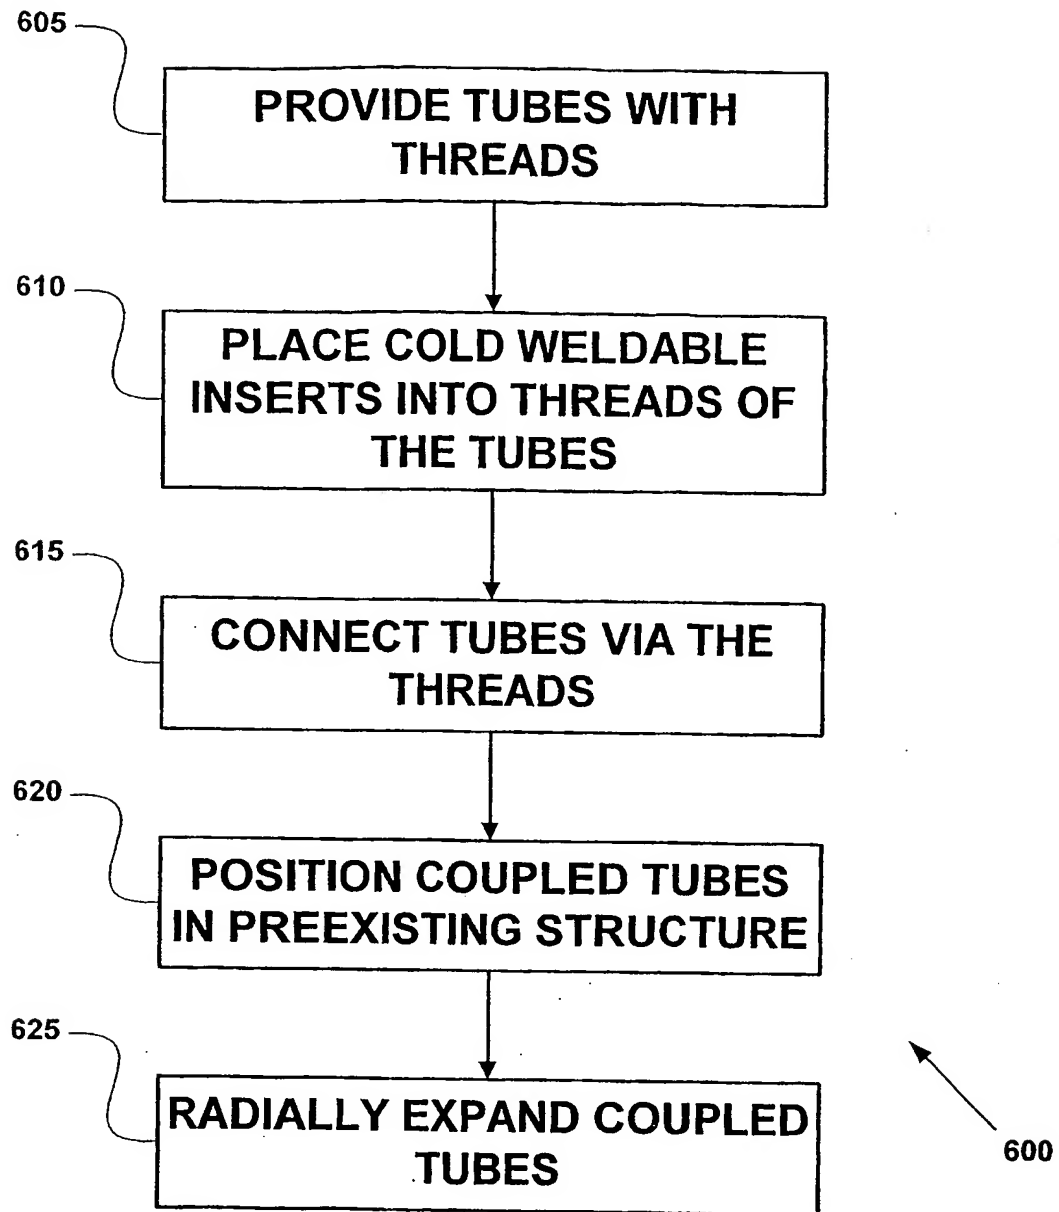 605
PROVIDE TUBES WITH
THREADS
610
PLACE COLD WELDABLE
INSERTS INTO THREADS OF
THE TUBES
615
CONNECT TUBES VIA THE
THREADS
620
POSITION COUPLED TUBES
IN PREEXISTING STRUCTURE
625
RADIALLY EXPAND COUPLED
TUBES
600